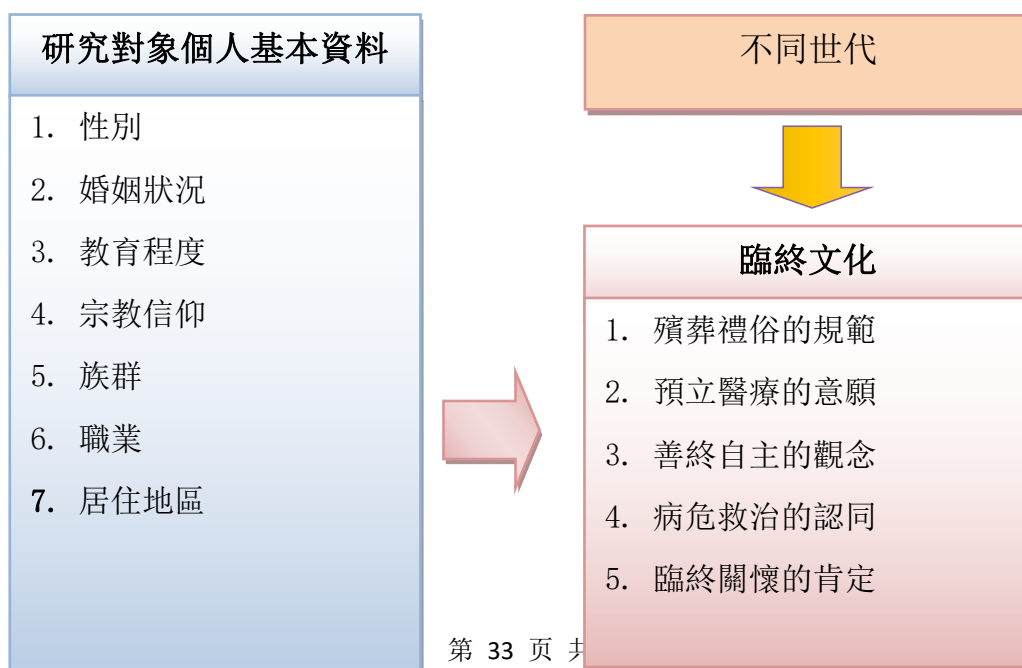 研究對象個人基本資料
1. 性別
2. 婚姻狀況
3. 教育程度
4. 宗教信仰
5. 族群
6. 職業
7. 居住地區
不同世代
臨終文化
1. 殯葬禮俗的規範
2. 預立醫療的意願
3. 善終自主的觀念
4. 病危救治的認同
5. 臨終關懷的肯定
第 33 页 共